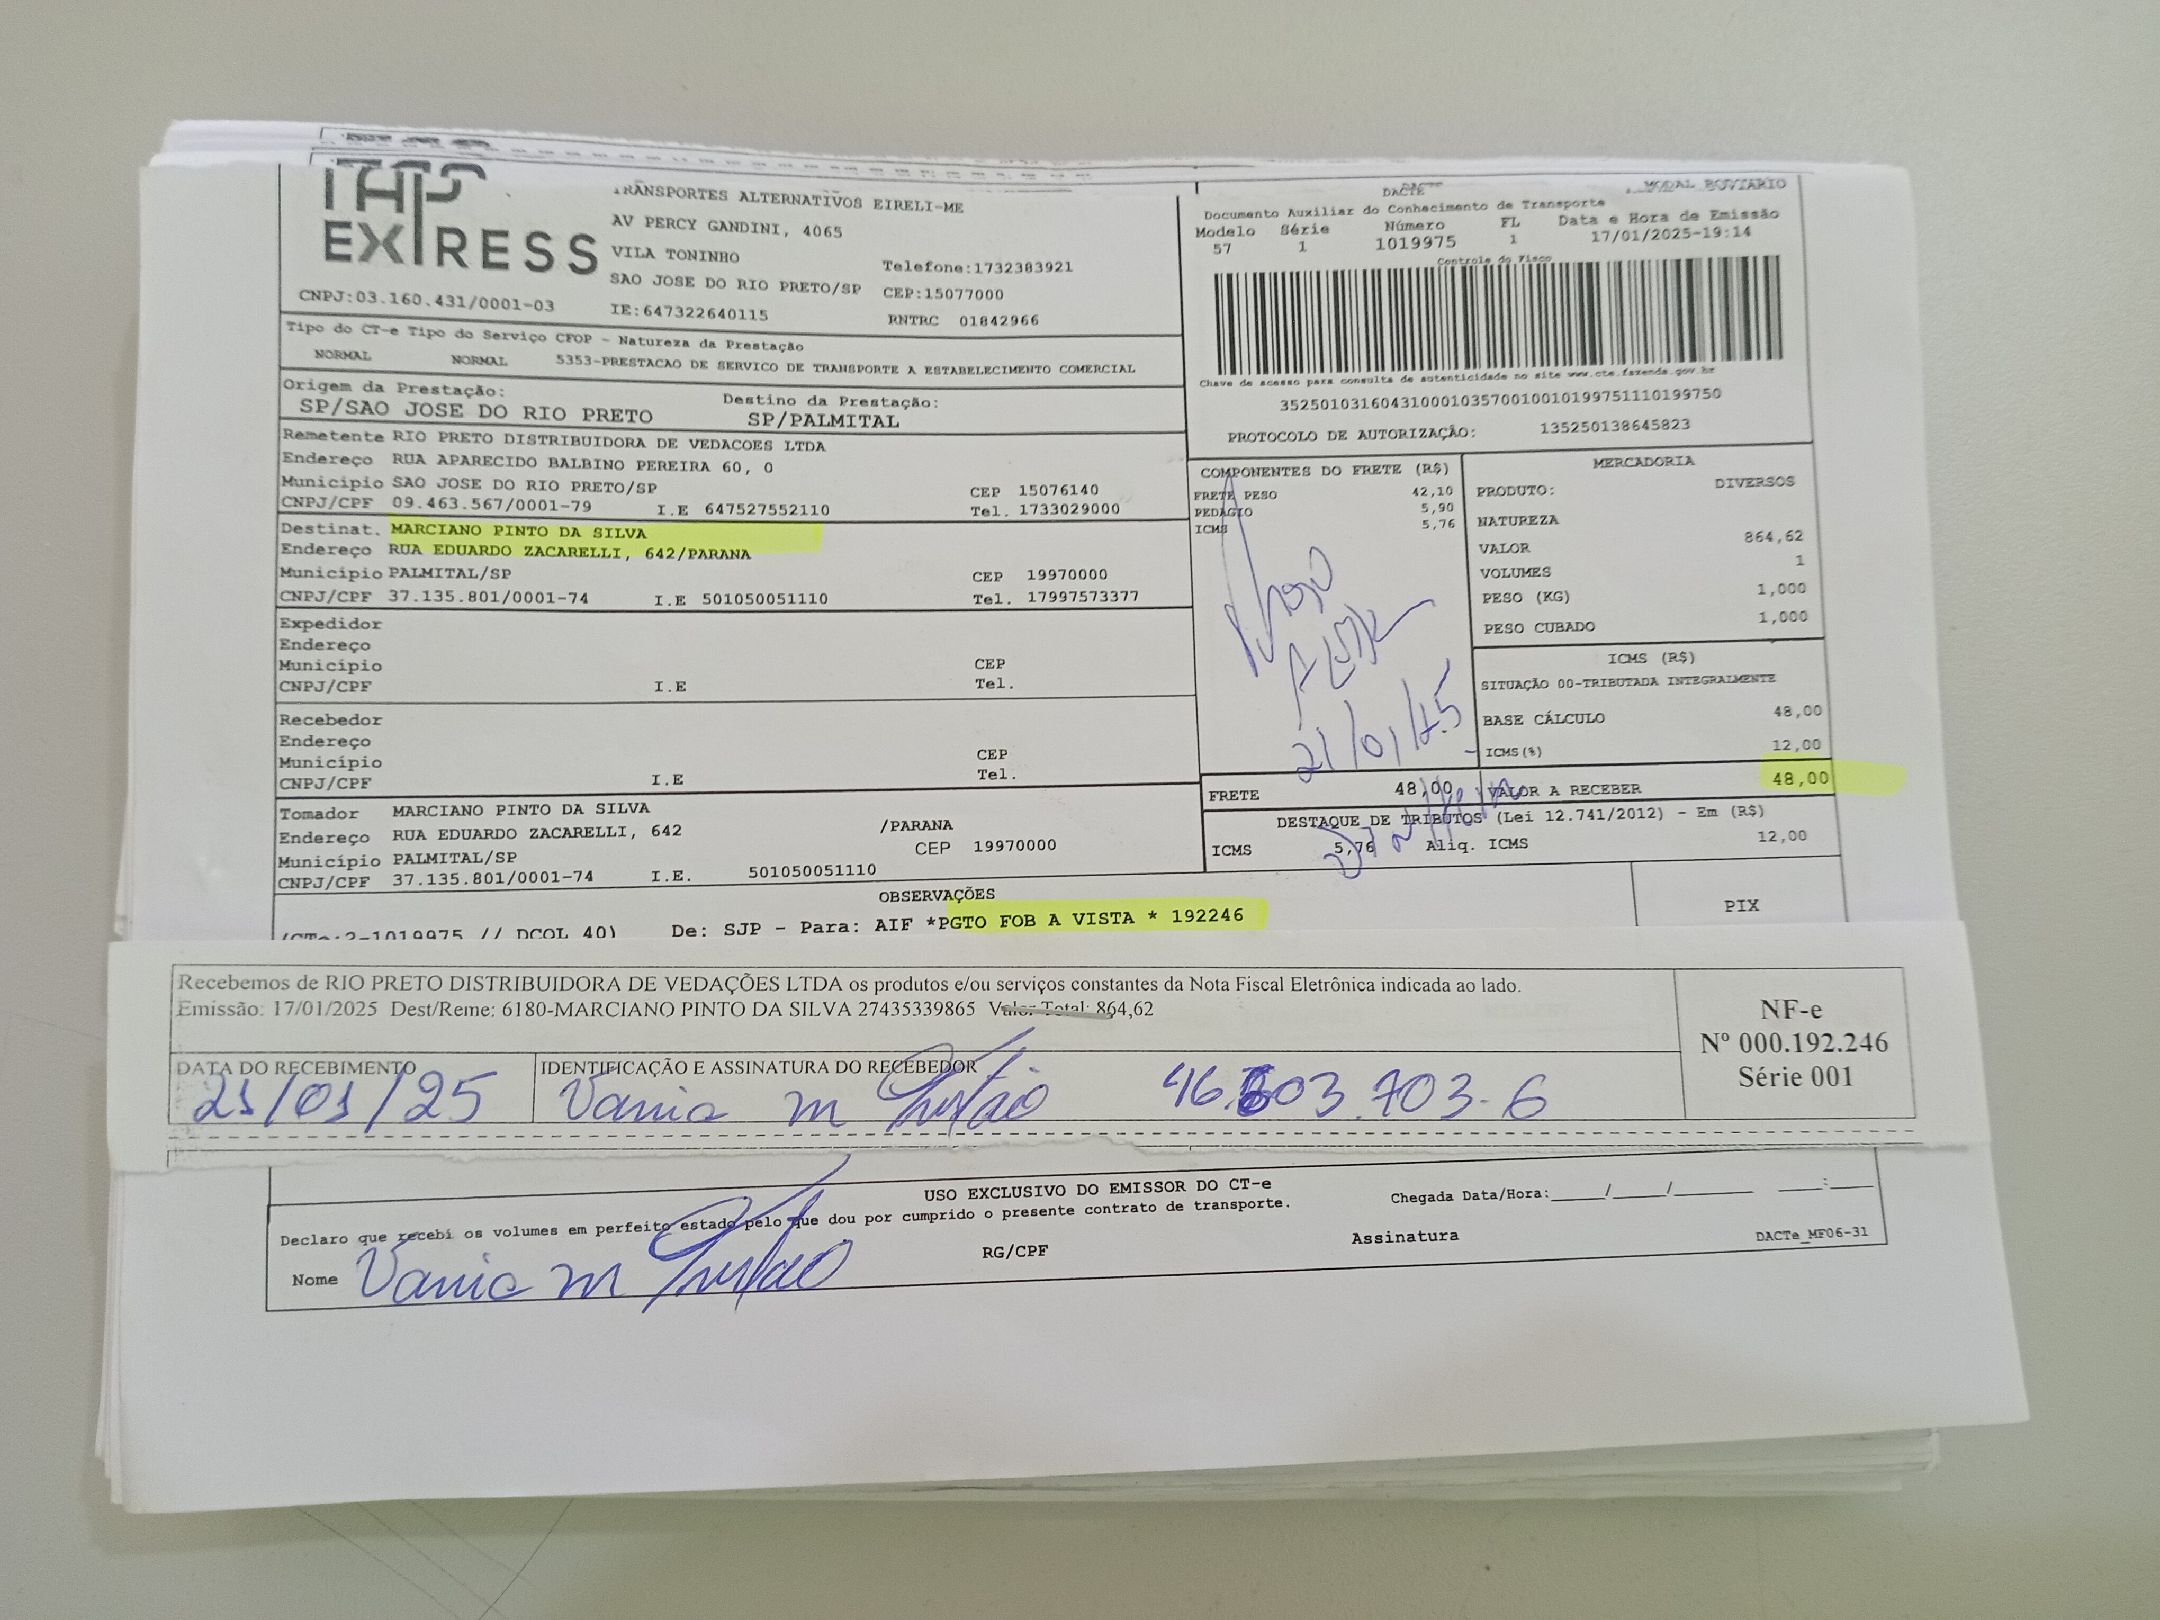 TAPS
EXPRESS
TRANSPORTES ALTERNATIVOS EIRELI-ME
AV PERCY GANDINI, 4065
VILA TONINHO
SAO JOSE DO RIO PRETO/SP
Telefone:1732383921
CEP:15077000
CNPJ:03.160.431/0001-03
IE:647322640115
RNTRC 01842966
DACTE
MODAL ROVIARIO
Documento Auxiliar do Conhecimento de Transporte
Modelo Série Número FL Data e Hora de Emissão
57 1 1019975 1 17/01/2025-19:14
Controle do Fisco
Chave de acesso para consulta de autenticidade no site www.cte.fazenda.gov.br
35250103160431000103570010010199751110199750
PROTOCOLO DE AUTORIZAÇÃO: 135250138645823
Tipo do CT-e Tipo do Serviço CFOP - Natureza da Prestação
NORMAL NORMAL 5353-PRESTACAO DE SERVICO DE TRANSPORTE A ESTABELECIMENTO COMERCIAL
Origem da Prestação: Destino da Prestação:
SP/SAO JOSE DO RIO PRETO SP/PALMITAL
Remetente RIO PRETO DISTRIBUIDORA DE VEDACOES LTDA
Endereço RUA APARECIDO BALBINO PEREIRA 60, 0
Município SAO JOSE DO RIO PRETO/SP CEP 15076140
CNPJ/CPF 09.463.567/0001-79 I.E 647527552110 Tel. 1733029000
Destinat. MARCIANO PINTO DA SILVA
Endereço RUA EDUARDO ZACARELLI, 642/PARANA
Município PALMITAL/SP CEP 19970000
CNPJ/CPF 37.135.801/0001-74 I.E 501050051110 Tel. 17997573377
Expedidor
Endereço
Município CEP
CNPJ/CPF I.E Tel.
Recebedor
Endereço
Município CEP
CNPJ/CPF I.E Tel.
Tomador MARCIANO PINTO DA SILVA
Endereço RUA EDUARDO ZACARELLI, 642 /PARANA
Município PALMITAL/SP CEP 19970000
CNPJ/CPF 37.135.801/0001-74 I.E. 501050051110
COMPONENTES DO FRETE (R$)
FRETE PESO 42,10
PEDAGIO 5,90
ICMS 5,76
21/01/25
MERCADORIA
PRODUTO: DIVERSOS
NATUREZA
VALOR 864,62
VOLUMES 1
PESO (KG) 1,000
PESO CUBADO 1,000
ICMS (R$)
SITUAÇÃO 00-TRIBUTADA INTEGRALMENTE
BASE CÁLCULO 48,00
ICMS(%) 12,00
FRETE 48,00 VALOR A RECEBER 48,00
DESTAQUE DE TRIBUTOS (Lei 12.741/2012) - Em (R$)
ICMS 5,76 Aliq. ICMS 12,00
OBSERVAÇÕES
PIX
(CTe:2-1019975 // DCOL 40) De: SJP - Para: AIF *PGTO FOB A VISTA * 192246
Recebemos de RIO PRETO DISTRIBUIDORA DE VEDAÇÕES LTDA os produtos e/ou serviços constantes da Nota Fiscal Eletrônica indicada ao lado.
Emissão: 17/01/2025 Dest/Reme: 6180-MARCIANO PINTO DA SILVA 27435339865 Valor Total: 864,62
DATA DO RECEBIMENTO IDENTIFICAÇÃO E ASSINATURA DO RECEBEDOR
21/01/25 Vania m 46.603.703-6
NF-e
Nº 000.192.246
Série 001
USO EXCLUSIVO DO EMISSOR DO CT-e
Chegada Data/Hora:_____/_____/________ ____:____
Declaro que recebi os volumes em perfeito estado pelo que dou por cumprido o presente contrato de transporte.
Nome Vania m RG/CPF Assinatura
DACTe_MF06-31